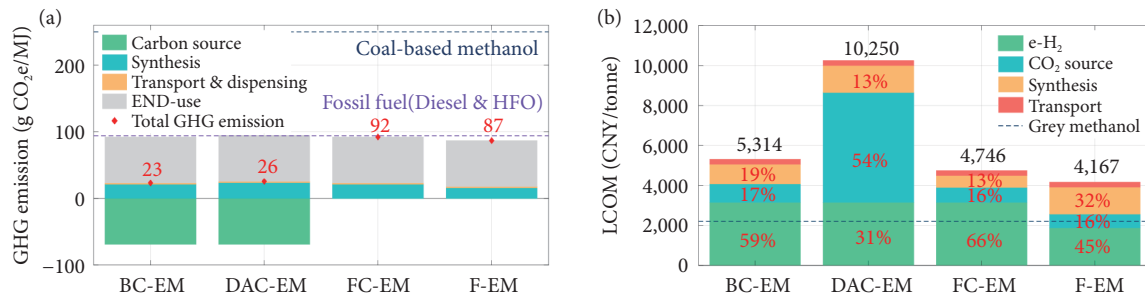 (a)
GHG emission (g CO₂e/MJ)
200
100
0
−100
Carbon source
Synthesis
Transport & dispensing
END-use
Total GHG emission
Coal-based methanol
Fossil fuel(Diesel & HFO)
23
26
92
87
BC-EM
DAC-EM
FC-EM
F-EM
(b)
LCOM (CNY/tonne)
12,000
10,000
8,000
6,000
4,000
2,000
0
e-H₂
CO₂ source
Synthesis
Transport
Grey methanol
5,314
19%
17%
59%
10,250
13%
54%
31%
4,746
13%
16%
66%
4,167
32%
16%
45%
BC-EM
DAC-EM
FC-EM
F-EM